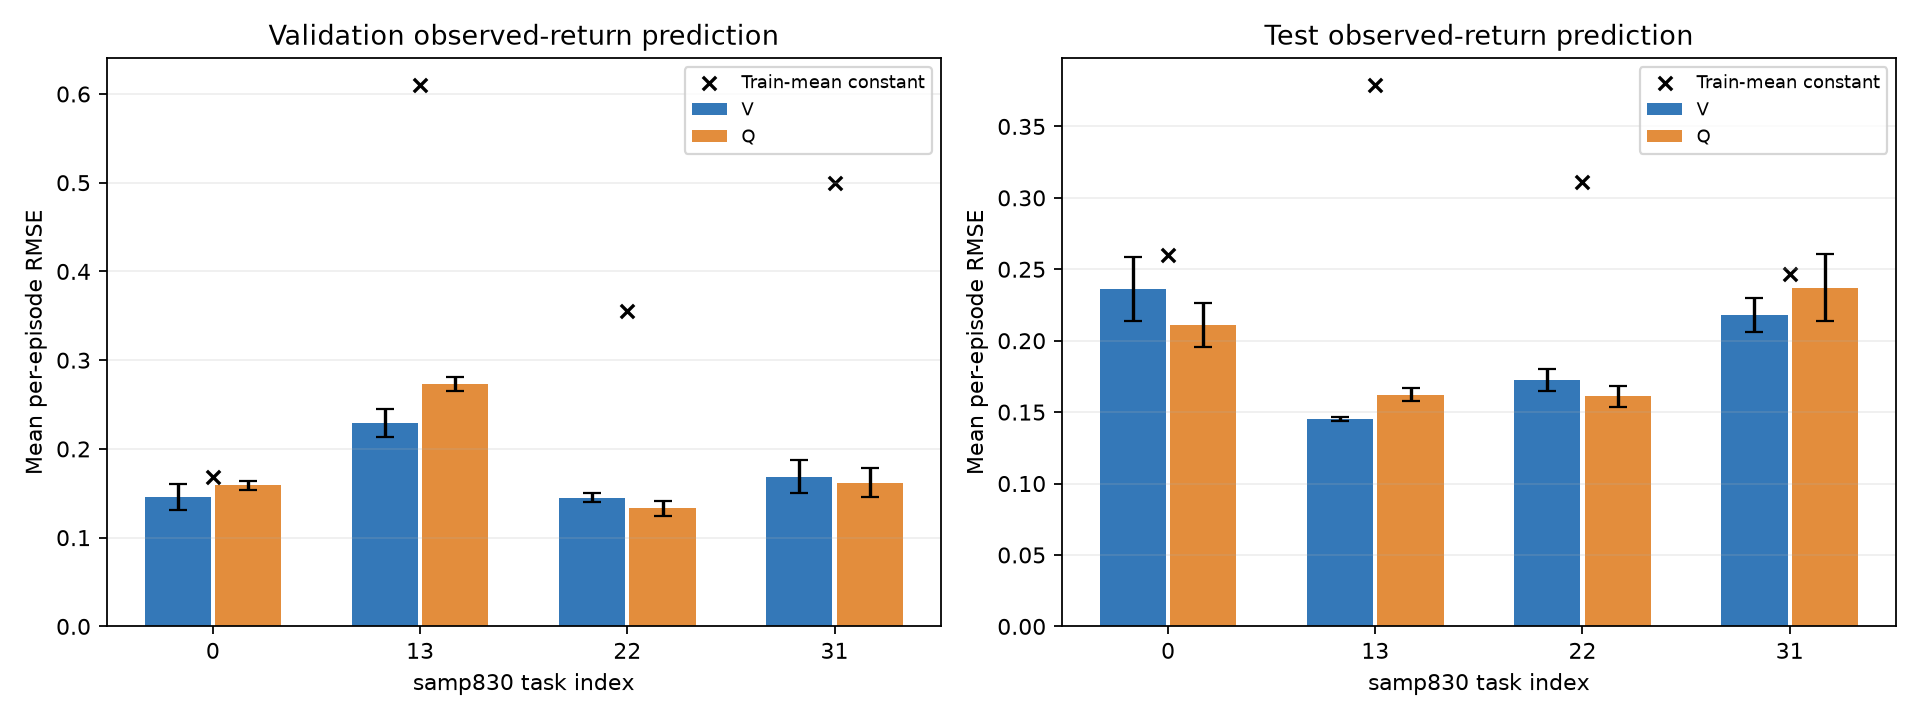 Validation observed-return prediction
Mean per-episode RMSE
0.6
0.5
0.4
0.3
0.2
0.1
0.0
Train-mean constant
V
Q
0 13 22 31
samp830 task index
Test observed-return prediction
Mean per-episode RMSE
0.35
0.30
0.25
0.20
0.15
0.10
0.05
0.00
Train-mean constant
V
Q
0 13 22 31
samp830 task index